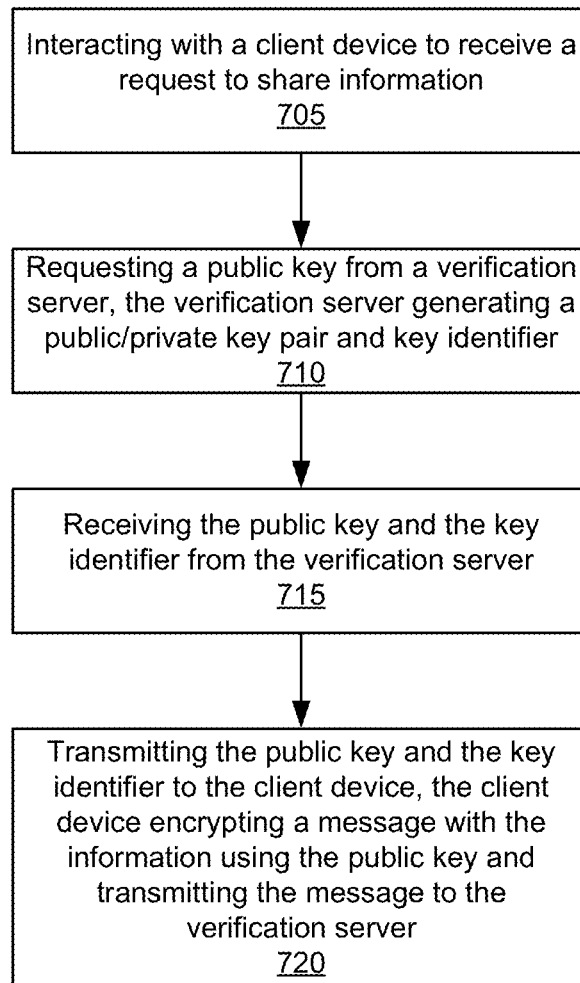 Interacting with a client device to receive a
request to share information
705
Requesting a public key from a verification
server, the verification server generating a
public/private key pair and key identifier
710
Receiving the public key and the key
identifier from the verification server
715
Transmitting the public key and the key
identifier to the client device, the client
device encrypting a message with the
information using the public key and
transmitting the message to the
verification server
720